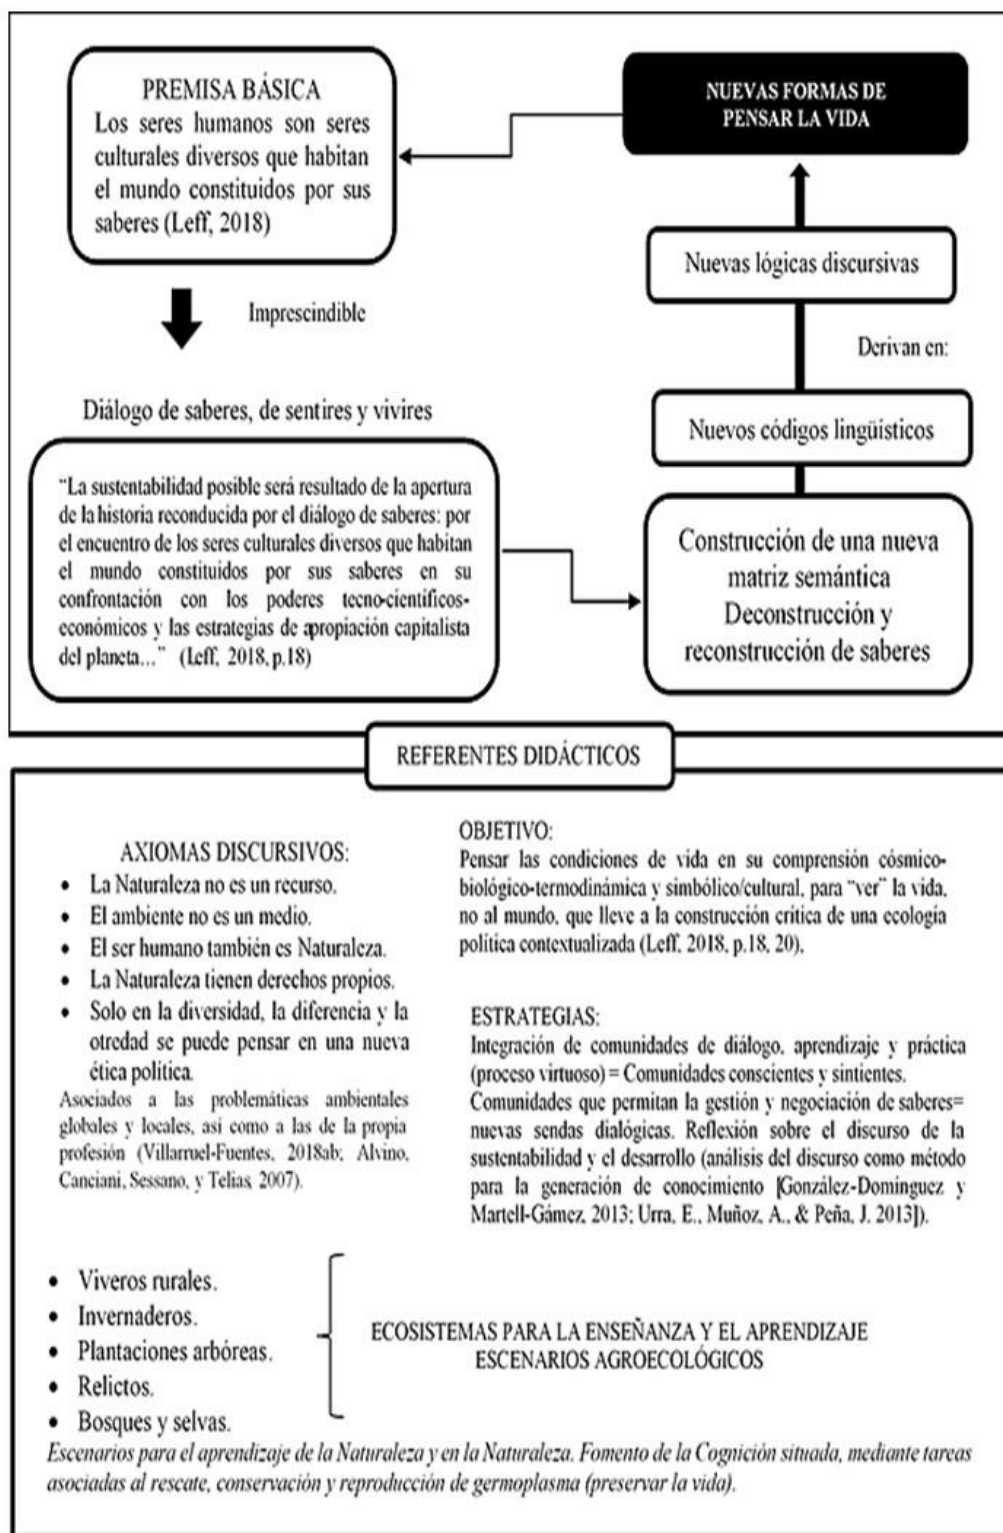 PREMISA BÁSICA
Los seres humanos son seres
culturales diversos que habitan
el mundo constituidos por sus
saberes (Leff, 2018)
NUEVAS FORMAS DE
PENSAR LA VIDA
Nuevas lógicas discursivas
Imprescindible
Derivan en:
Diálogo de saberes, de sentires y vivires
Nuevos códigos lingüísticos
“La sustentabilidad posible será resultado de la apertura
de la historia reconducida por el diálogo de saberes: por
el encuentro de los seres culturales diversos que habitan
el mundo constituidos por sus saberes en su
confrontación con los poderes tecno-científicos-
económicos y las estrategias de apropiación capitalista
del planeta...” (Leff, 2018, p.18)
Construcción de una nueva
matriz semántica
Deconstrucción y
reconstrucción de saberes
REFERENTES DIDÁCTICOS
AXIOMAS DISCURSIVOS:
• La Naturaleza no es un recurso.
• El ambiente no es un medio.
• El ser humano también es Naturaleza.
• La Naturaleza tienen derechos propios.
• Solo en la diversidad, la diferencia y la
otredad se puede pensar en una nueva
ética política.
Asociados a las problemáticas ambientales
globales y locales, así como a las de la propia
profesión (Villarruel-Fuentes, 2018ab; Alvino,
Canciani, Sessano, y Telias, 2007).
OBJETIVO:
Pensar las condiciones de vida en su comprensión cósmico-
biológico-termodinámica y simbólico/cultural, para “ver” la vida,
no al mundo, que lleve a la construcción crítica de una ecología
política contextualizada (Leff, 2018, p.18, 20).
ESTRATEGIAS:
Integración de comunidades de diálogo, aprendizaje y práctica
(proceso virtuoso) = Comunidades conscientes y sintientes.
Comunidades que permitan la gestión y negociación de saberes=
nuevas sendas dialógicas. Reflexión sobre el discurso de la
sustentabilidad y el desarrollo (análisis del discurso como método
para la generación de conocimiento [González-Domínguez y
Martell-Gámez, 2013; Urra, E., Muñoz, A., & Peña, J. 2013]).
• Viveros rurales.
• Invernaderos.
• Plantaciones arbóreas.
• Relictos.
• Bosques y selvas.
ECOSISTEMAS PARA LA ENSEÑANZA Y EL APRENDIZAJE
ESCENARIOS AGROECOLÓGICOS
Escenarios para el aprendizaje de la Naturaleza y en la Naturaleza. Fomento de la Cognición situada, mediante tareas
asociadas al rescate, conservación y reproducción de germoplasma (preservar la vida).